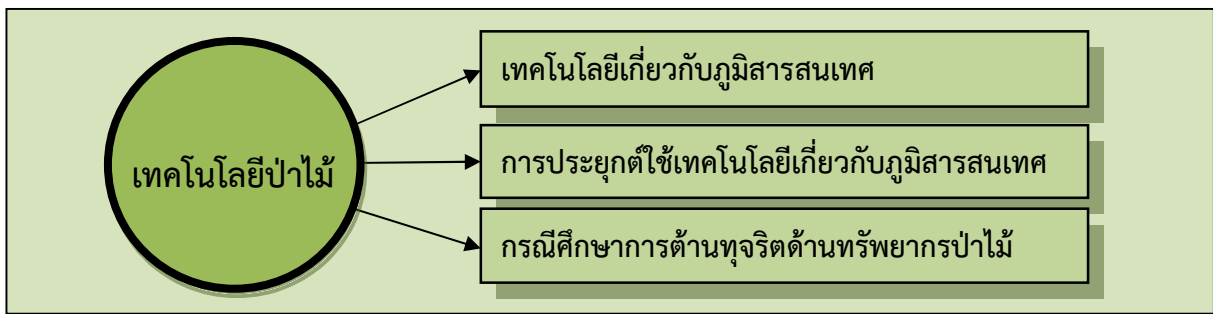 เทคโนโลยีป่าไม้
เทคโนโลยีเกี่ยวกับภูมิสารสนเทศ
การประยุกต์ใช้เทคโนโลยีเกี่ยวกับภูมิสารสนเทศ
กรณีศึกษาการต้านทุจริตด้านทรัพยากรป่าไม้